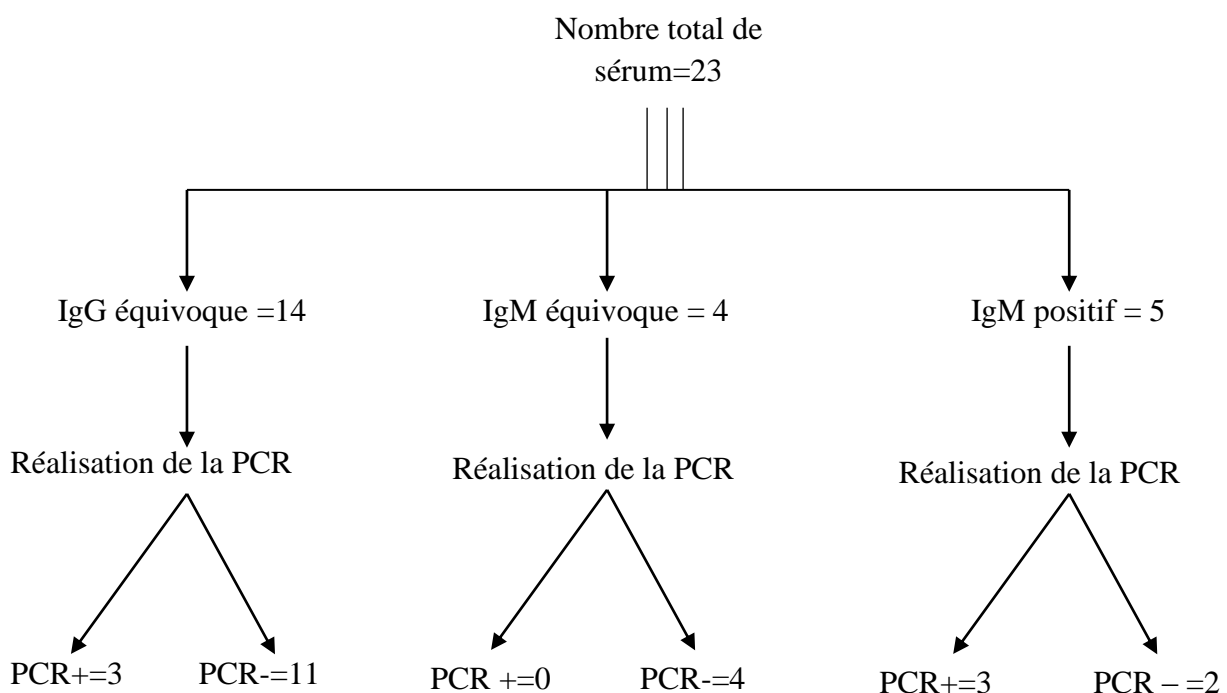 Nombre total de
sérum=23
IgG équivoque =14
IgM équivoque = 4
IgM positif = 5
Réalisation de la PCR
Réalisation de la PCR
Réalisation de la PCR
PCR+=3
PCR-=11
PCR +=0
PCR-=4
PCR+=3
PCR – =2